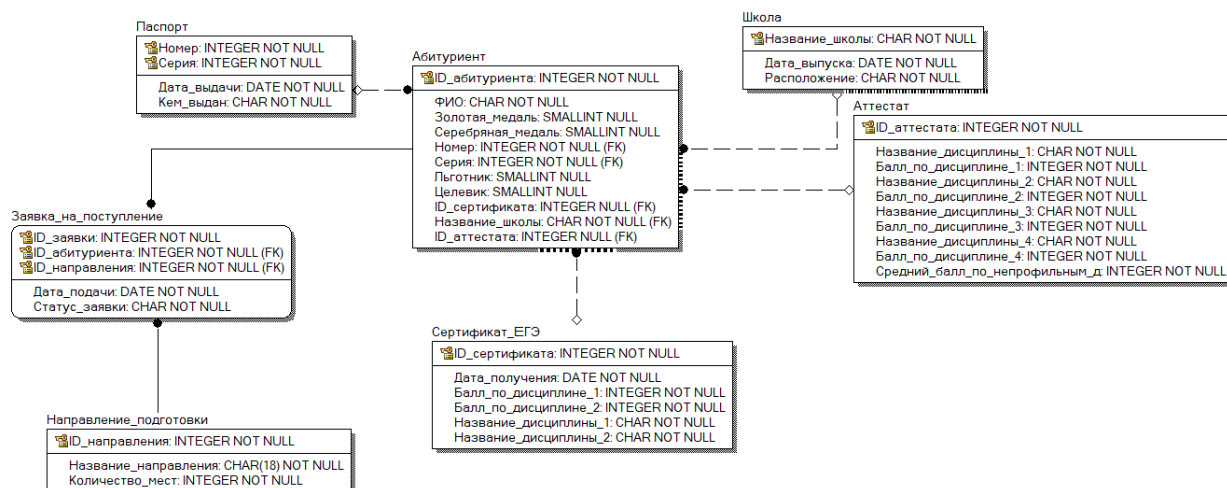 Паспорт
Номер: INTEGER NOT NULL
Серия: INTEGER NOT NULL
Дата_выдачи: DATE NOT NULL
Кем_выдан: CHAR NOT NULL
Абитуриент
ID_абитуриента: INTEGER NOT NULL
ФИО: CHAR NOT NULL
Золотая_медаль: SMALLINT NULL
Серебряная_медаль: SMALLINT NULL
Номер: INTEGER NOT NULL (FK)
Серия: INTEGER NOT NULL (FK)
Льготник: SMALLINT NULL
Целевик: SMALLINT NULL
ID_сертификата: INTEGER NULL (FK)
Название_школы: CHAR NOT NULL (FK)
ID_аттестата: INTEGER NULL (FK)
Школа
Название_школы: CHAR NOT NULL
Дата_выпуска: DATE NOT NULL
Расположение: CHAR NOT NULL
Аттестат
ID_аттестата: INTEGER NOT NULL
Название_дисциплины_1: CHAR NOT NULL
Балл_по_дисциплине_1: INTEGER NOT NULL
Название_дисциплины_2: CHAR NOT NULL
Балл_по_дисциплине_2: INTEGER NOT NULL
Название_дисциплины_3: CHAR NOT NULL
Балл_по_дисциплине_3: INTEGER NOT NULL
Название_дисциплины_4: CHAR NOT NULL
Балл_по_дисциплине_4: INTEGER NOT NULL
Средний_балл_по_непрофильным_д: INTEGER NOT NULL
Заявка_на_поступление
ID_заявки: INTEGER NOT NULL
ID_абитуриента: INTEGER NOT NULL (FK)
ID_направления: INTEGER NOT NULL (FK)
Дата_подачи: DATE NOT NULL
Статус_заявки: CHAR NOT NULL
Сертификат_ЕГЭ
ID_сертификата: INTEGER NOT NULL
Дата_получения: DATE NOT NULL
Балл_по_дисциплине_1: INTEGER NOT NULL
Балл_по_дисциплине_2: INTEGER NOT NULL
Название_дисциплины_1: CHAR NOT NULL
Название_дисциплины_2: CHAR NOT NULL
Направление_подготовки
ID_направления: INTEGER NOT NULL
Название_направления: CHAR(18) NOT NULL
Количество_мест: INTEGER NOT NULL